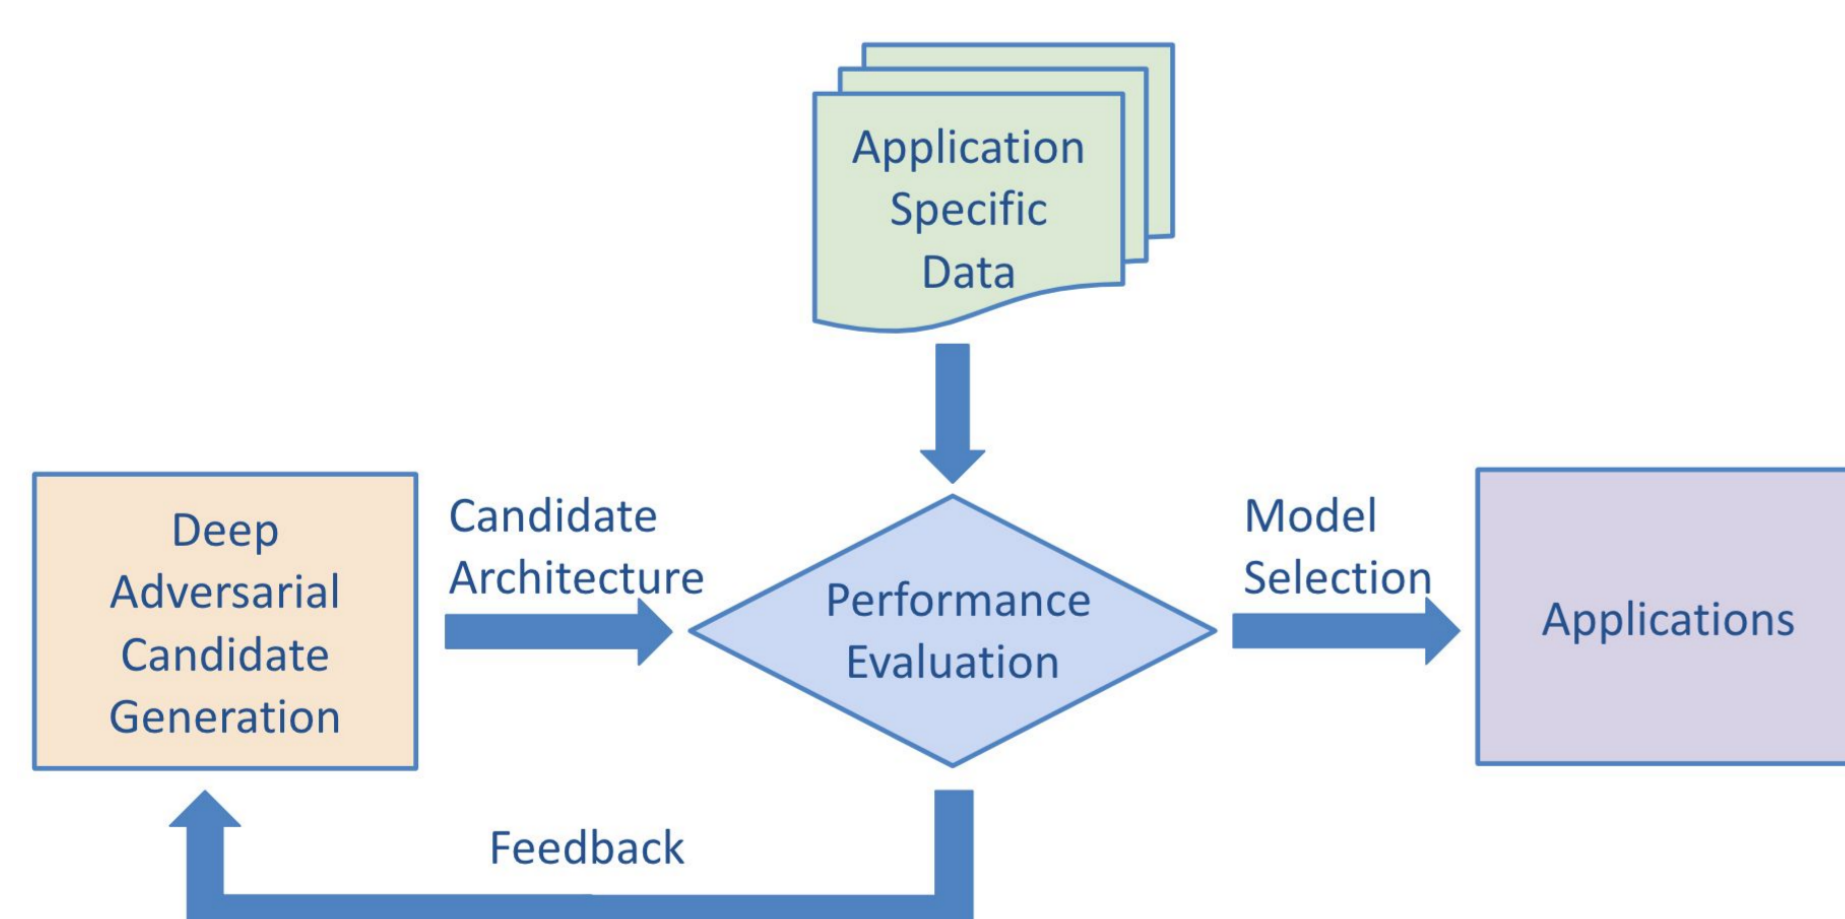 Application
Specific
Data
Deep
Adversarial
Candidate
Generation
Candidate
Architecture
Performance
Evaluation
Model
Selection
Applications
Feedback